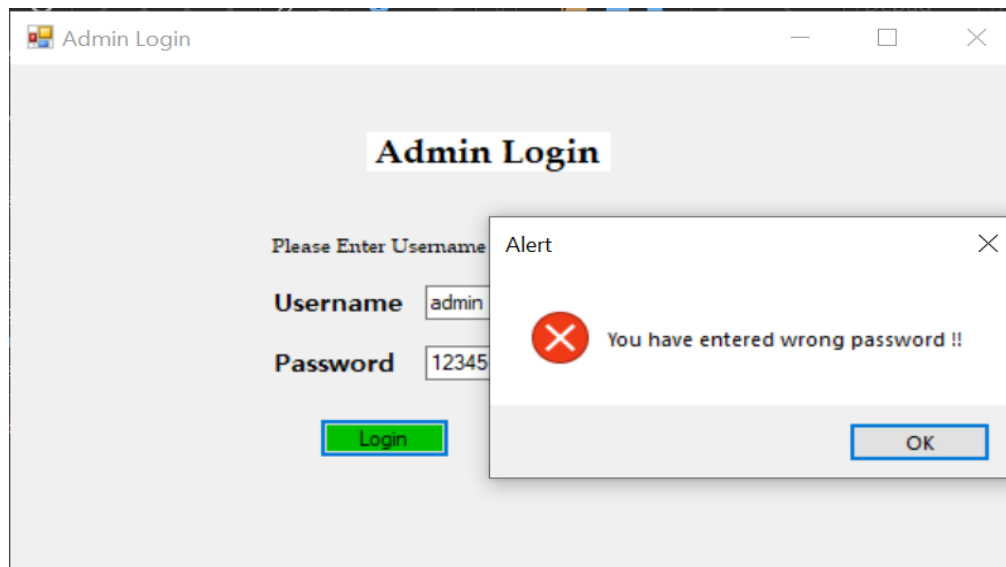 Admin Login
Admin Login
Please Enter Username
Alert
Username
admin
You have entered wrong password !!
Password
12345
Login
OK